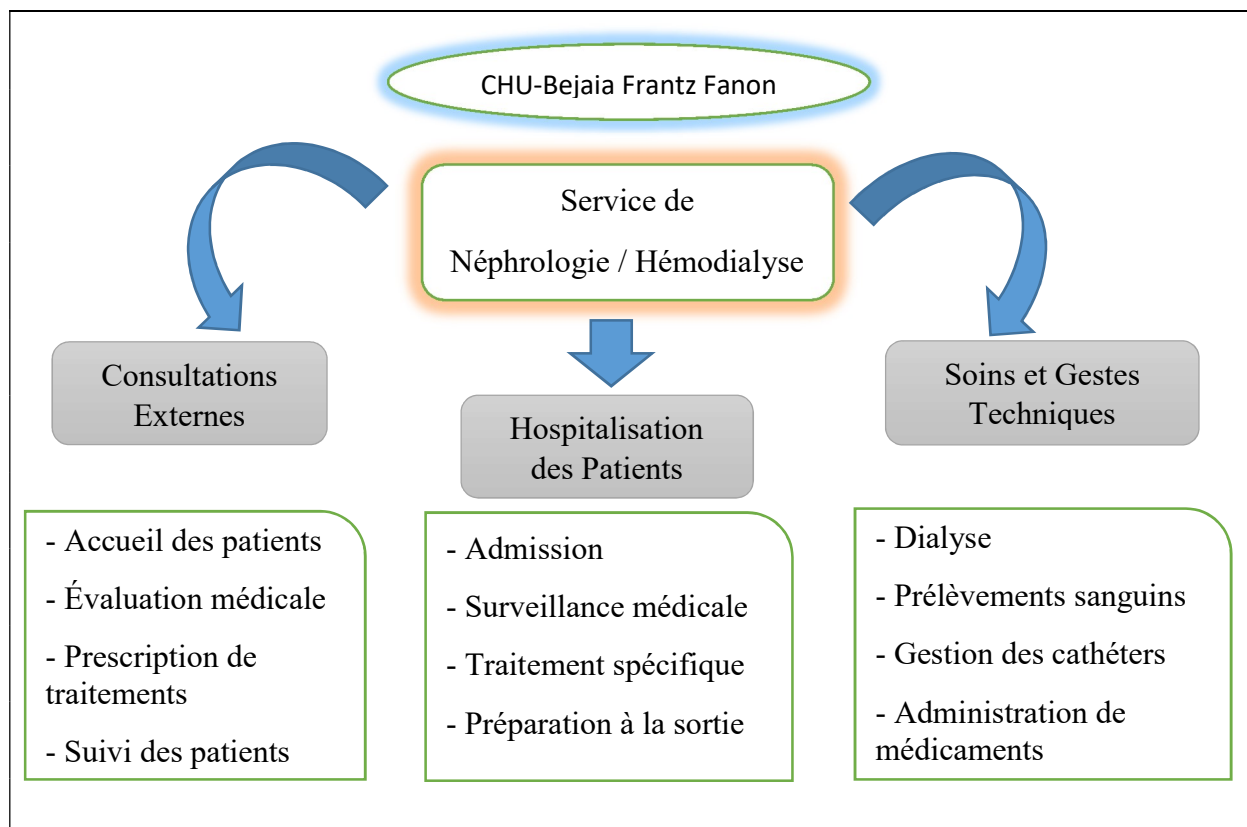 CHU-Bejaia Frantz Fanon
Service de
Néphrologie / Hémodialyse
Consultations
Externes
Hospitalisation
des Patients
Soins et Gestes
Techniques
- Accueil des patients
- Évaluation médicale
- Prescription de
traitements
- Suivi des patients
- Admission
- Surveillance médicale
- Traitement spécifique
- Préparation à la sortie
- Dialyse
- Prélèvements sanguins
- Gestion des cathéters
- Administration de
médicaments